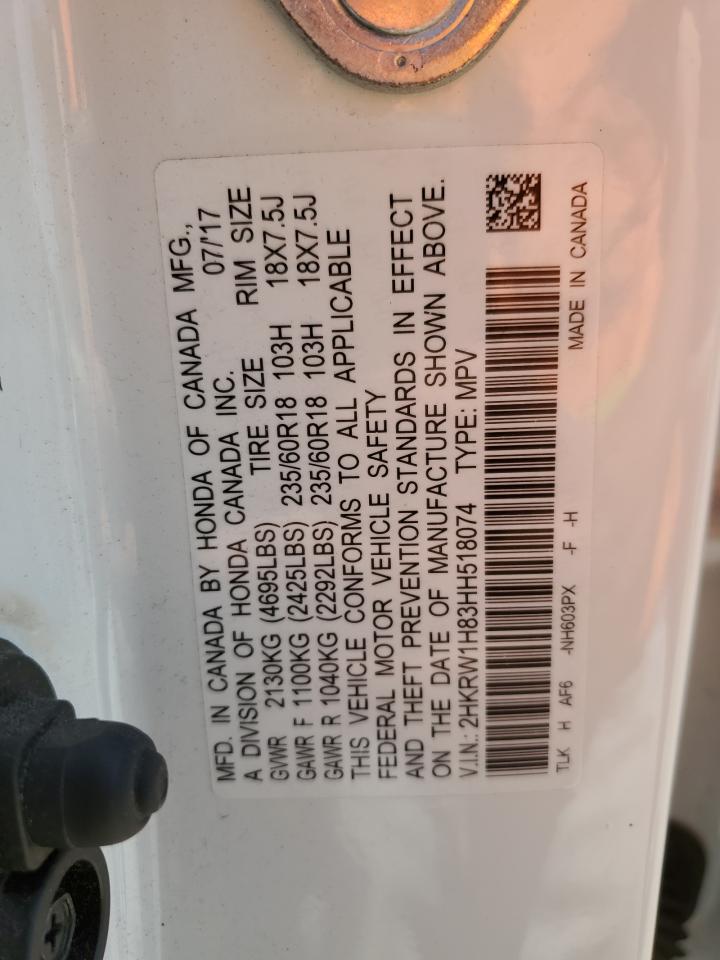 MFD. IN CANADA BY HONDA OF CANADA MFG.,
A DIVISION OF HONDA CANADA INC. 07/'17
GVWR 2130KG (4695LBS) TIRE SIZE RIM SIZE
GAWR F 1100KG (2425LBS) 235/60R18 103H 18X7.5J
GAWR R 1040KG (2292LBS) 235/60R18 103H 18X7.5J
THIS VEHICLE CONFORMS TO ALL APPLICABLE
FEDERAL MOTOR VEHICLE SAFETY
AND THEFT PREVENTION STANDARDS IN EFFECT
ON THE DATE OF MANUFACTURE SHOWN ABOVE.
V.I.N.: 2HKRW1H83HH518074 TYPE: MPV
TLK H AF6 -NH603PX -F -H
MADE IN CANADA